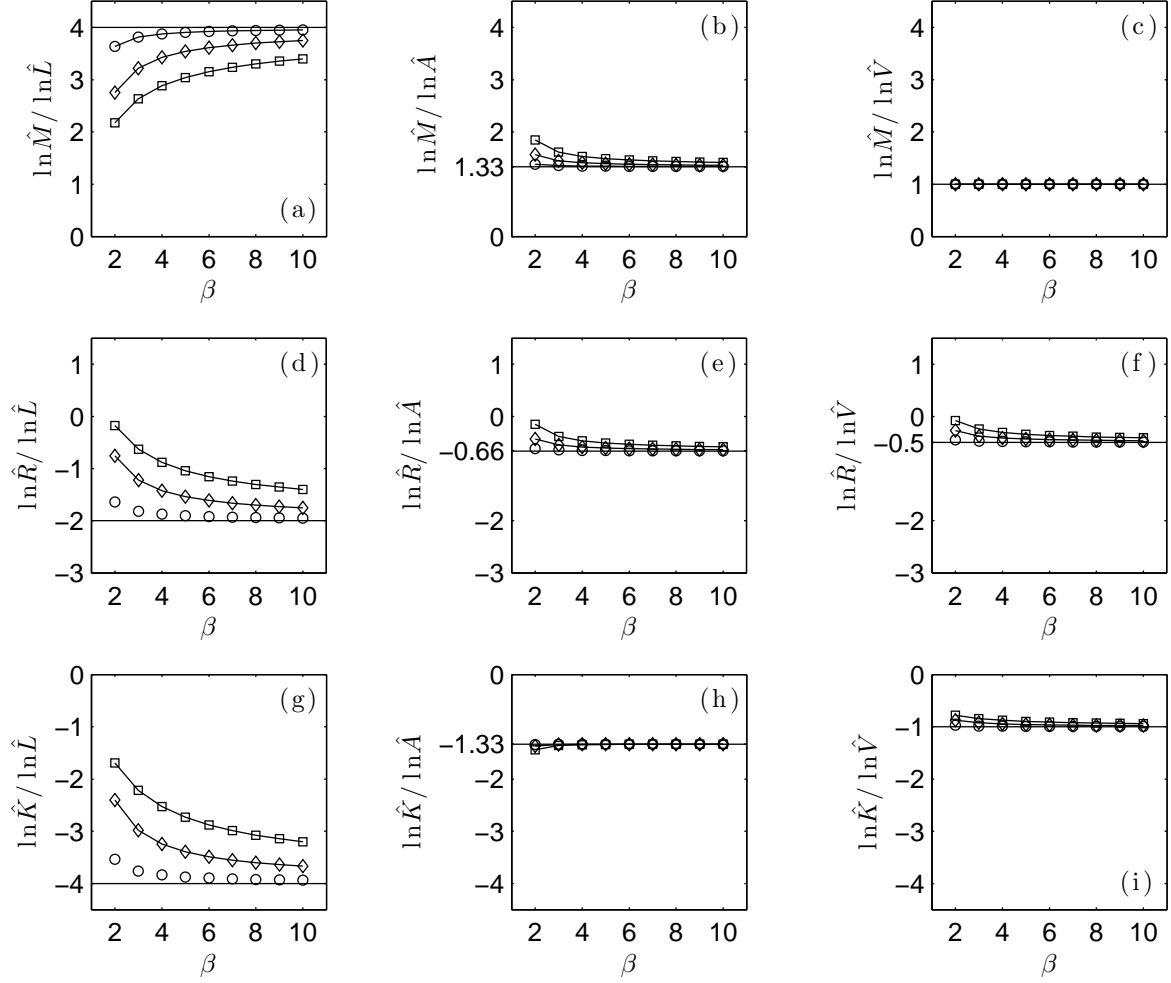 4
3
2
1
0
2 4 6 8 10
β
ln M̂ / ln L̂
(a)
4
3
2
1.33
1
0
2 4 6 8 10
β
ln M̂ / ln Â
(b)
4
3
2
1
0
2 4 6 8 10
β
ln M̂ / ln V̂
(c)
1
0
−1
−2
−3
2 4 6 8 10
β
ln R̂ / ln L̂
(d)
1
0
−0.66
−2
−3
2 4 6 8 10
β
ln R̂ / ln Â
(e)
1
0
−0.5
−2
−3
2 4 6 8 10
β
ln R̂ / ln V̂
(f)
0
−1
−2
−3
−4
2 4 6 8 10
β
ln K̂ / ln L̂
(g)
0
−1.33
−2
−3
−4
2 4 6 8 10
β
ln K̂ / ln Â
(h)
0
−1
−2
−3
−4
2 4 6 8 10
β
ln K̂ / ln V̂
(i)